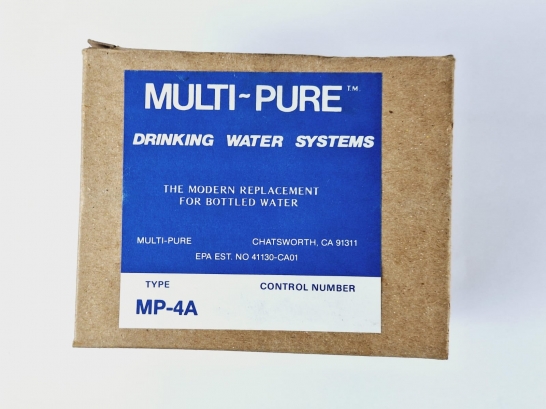 MULTI~PURE™
DRINKING WATER SYSTEMS
THE MODERN REPLACEMENT
FOR BOTTLED WATER
MULTI-PURE CHATSWORTH, CA 91311
EPA EST. NO 41130-CA01
TYPE CONTROL NUMBER
MP-4A